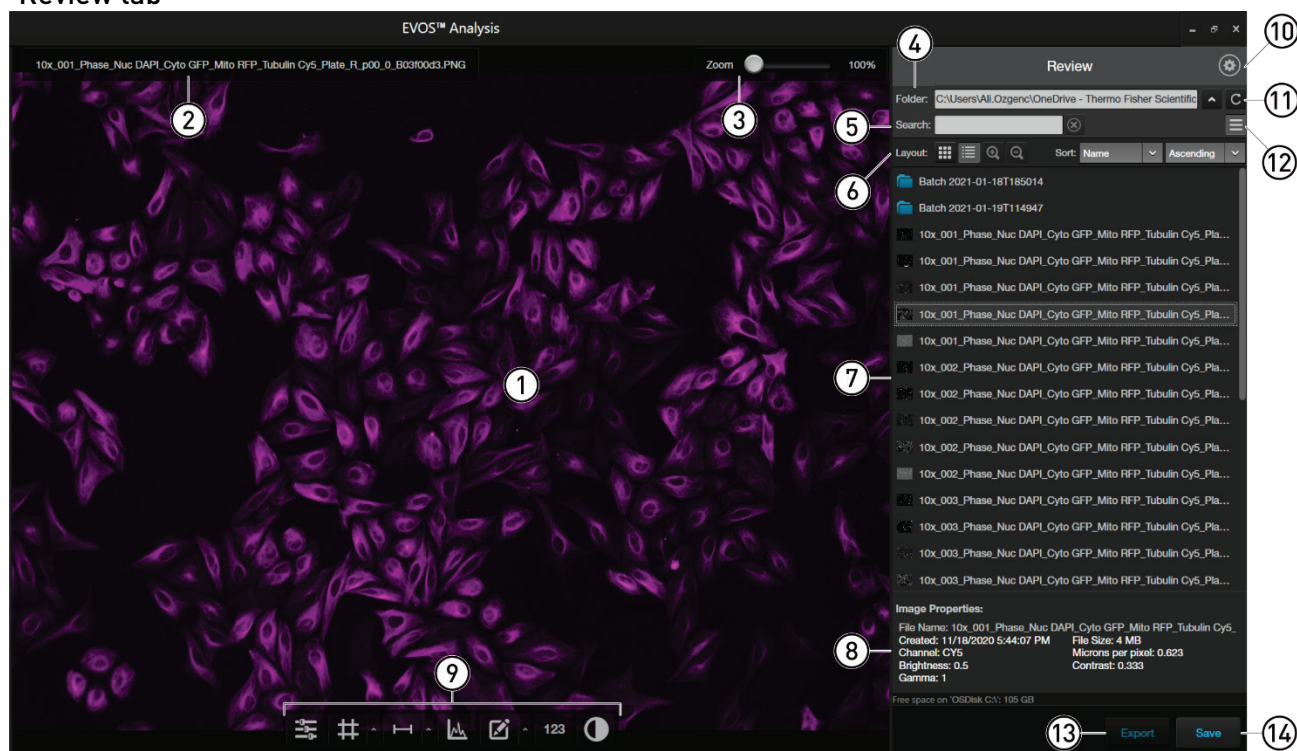 Review tab
EVOS™ Analysis
10x_001_Phase_Nuc DAPI_Cyto GFP_Mito RFP_Tubulin Cy5_Plate_R_p00_0_B03f00d3.PNG
Zoom 100%
Review
Folder: C:\Users\Ali.Ozgenc\OneDrive - Thermo Fisher Scientific
Search:
Layout: Sort: Name Ascending
Batch 2021-01-18T185014
Batch 2021-01-19T114947
10x_001_Phase_Nuc DAPI_Cyto GFP_Mito RFP_Tubulin Cy5_Pla...
10x_001_Phase_Nuc DAPI_Cyto GFP_Mito RFP_Tubulin Cy5_Pla...
10x_001_Phase_Nuc DAPI_Cyto GFP_Mito RFP_Tubulin Cy5_Pla...
10x_001_Phase_Nuc DAPI_Cyto GFP_Mito RFP_Tubulin Cy5_Pla...
10x_001_Phase_Nuc DAPI_Cyto GFP_Mito RFP_Tubulin Cy5_Pla...
10x_002_Phase_Nuc DAPI_Cyto GFP_Mito RFP_Tubulin Cy5_Pla...
10x_002_Phase_Nuc DAPI_Cyto GFP_Mito RFP_Tubulin Cy5_Pla...
10x_002_Phase_Nuc DAPI_Cyto GFP_Mito RFP_Tubulin Cy5_Pla...
10x_002_Phase_Nuc DAPI_Cyto GFP_Mito RFP_Tubulin Cy5_Pla...
10x_002_Phase_Nuc DAPI_Cyto GFP_Mito RFP_Tubulin Cy5_Pla...
10x_003_Phase_Nuc DAPI_Cyto GFP_Mito RFP_Tubulin Cy5_Pla...
10x_003_Phase_Nuc DAPI_Cyto GFP_Mito RFP_Tubulin Cy5_Pla...
10x_003_Phase_Nuc DAPI_Cyto GFP_Mito RFP_Tubulin Cy5_Pla...
10x_003_Phase_Nuc DAPI_Cyto GFP_Mito RFP_Tubulin Cy5_Pla...
Image Properties:
File Name: 10x_001_Phase_Nuc DAPI_Cyto GFP_Mito RFP_Tubulin Cy5_
Created: 11/18/2020 5:44:07 PM File Size: 4 MB
Channel: CY5 Microns per pixel: 0.623
Brightness: 0.5 Contrast: 0.333
Gamma: 1
Free space on 'OSDisk C:\': 105 GB
123
Export Save
1
2
3
4
5
6
7
8
9
10
11
12
13
14